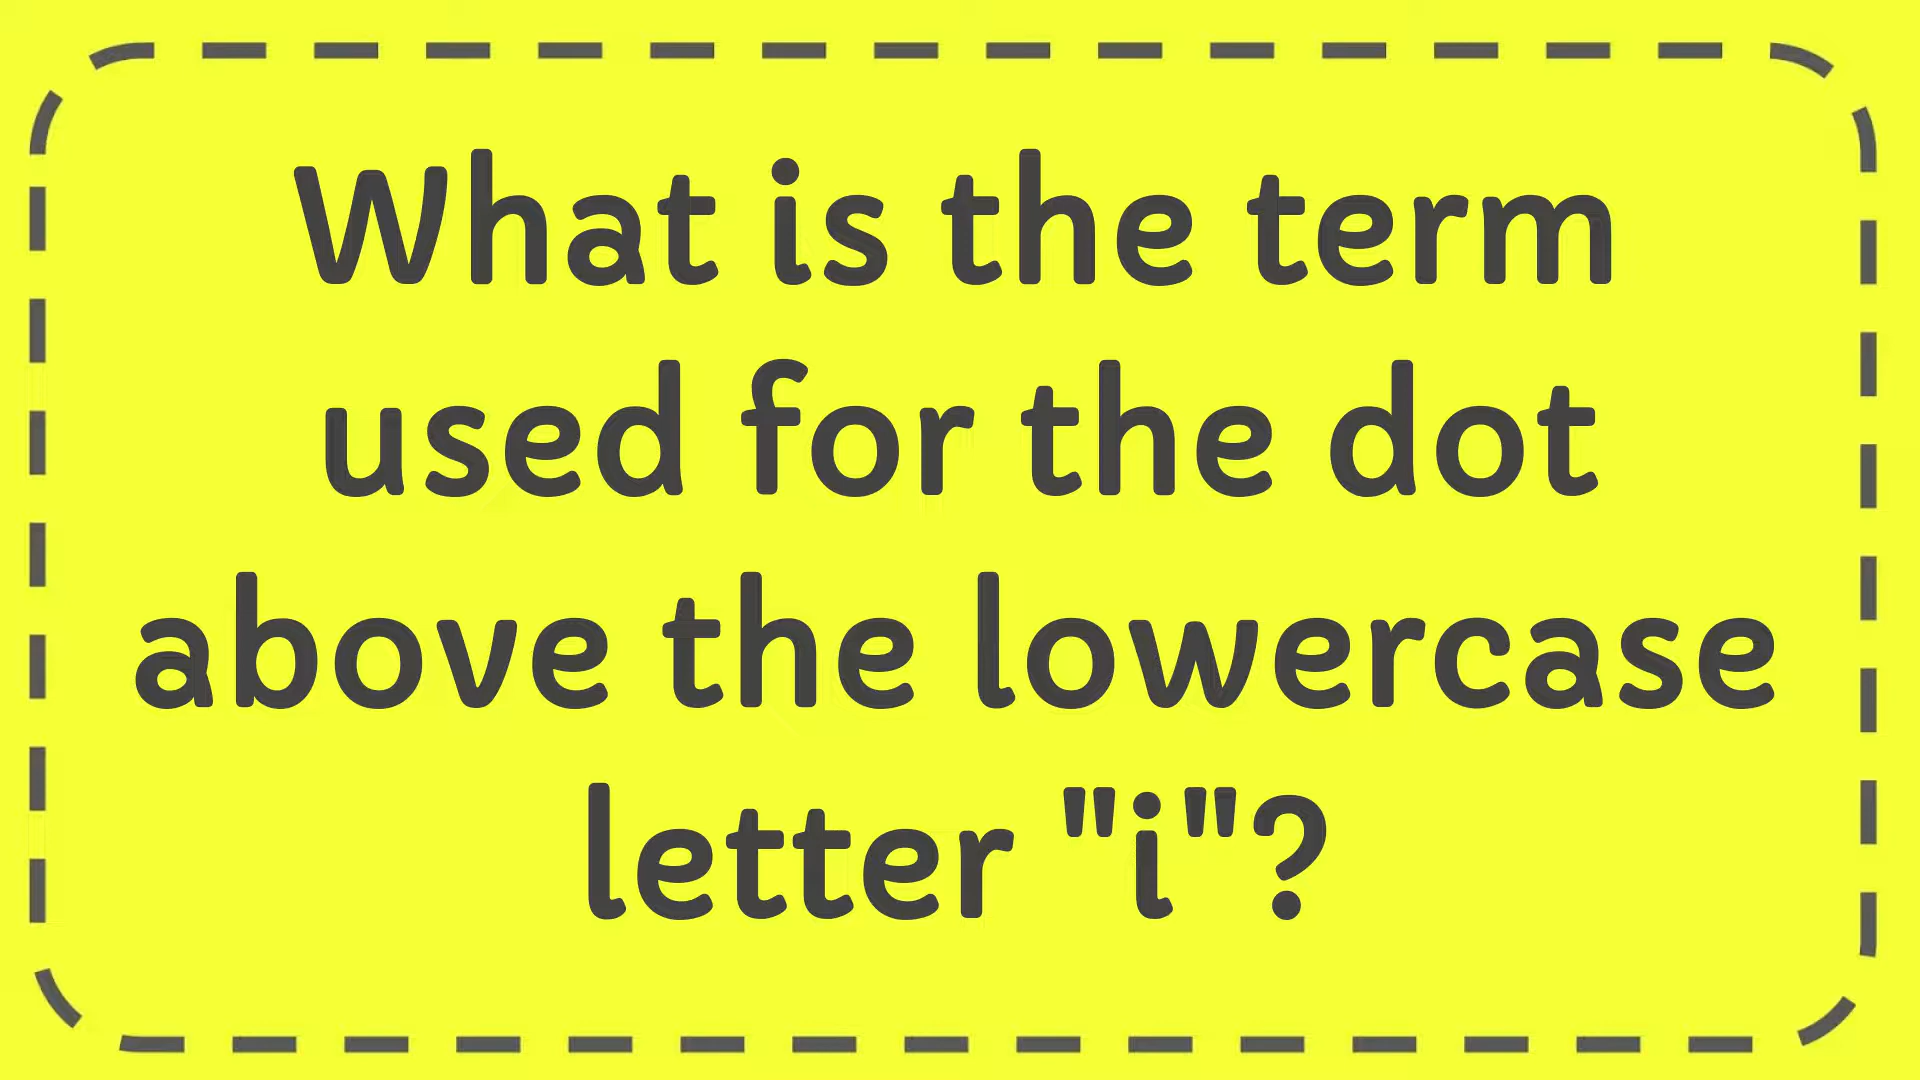 What is the term
used for the dot
above the lowercase
letter "i"?